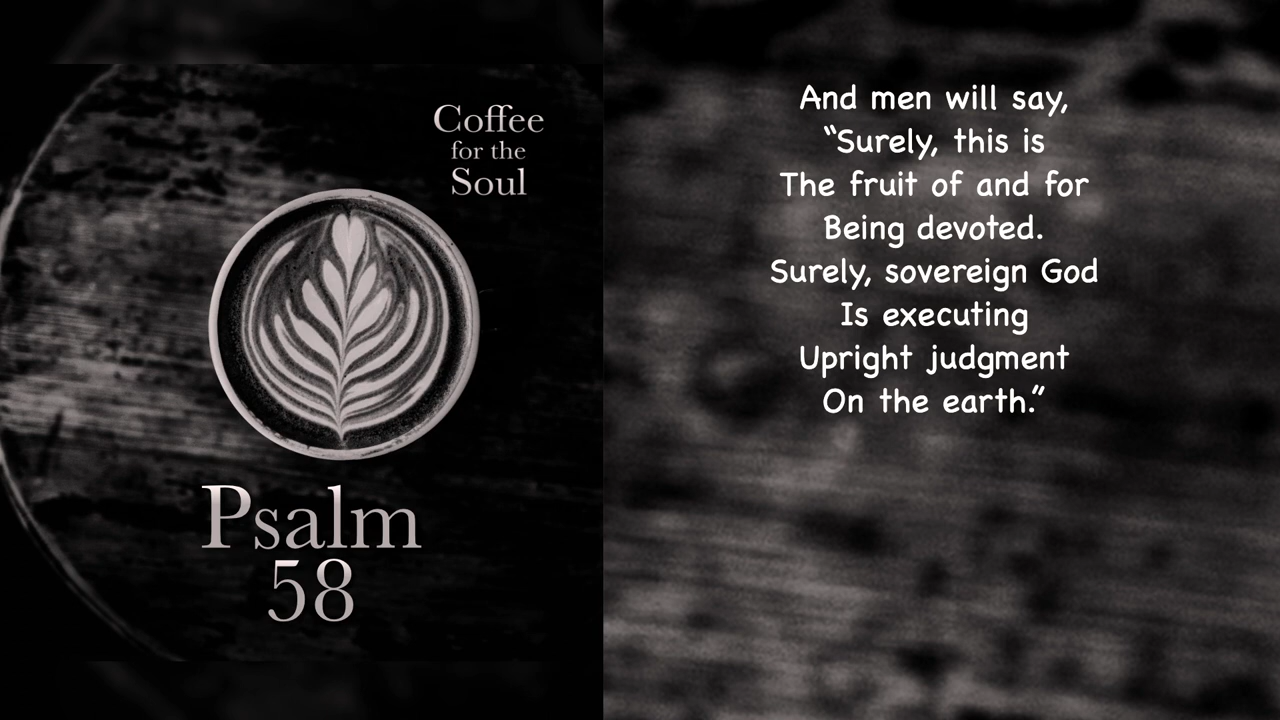 Coffee
for the
Soul
Psalm
58
And men will say,
“Surely, this is
The fruit of and for
Being devoted.
Surely, sovereign God
Is executing
Upright judgment
On the earth.”